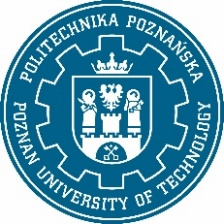 POLITECHNIKA POZNAŃSKA
POZNAN UNIVERSITY OF TECHNOLOGY